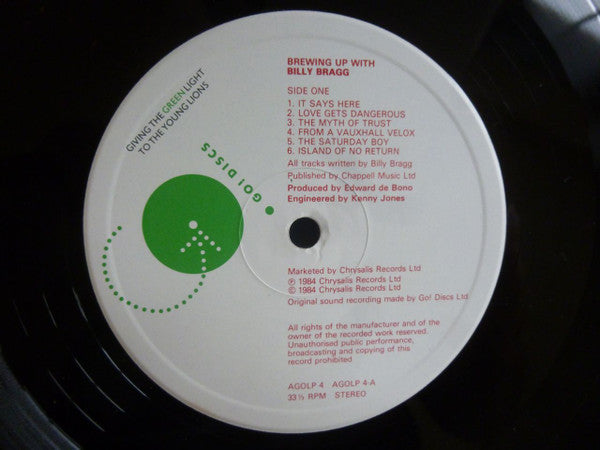 BREWING UP WITH
BILLY BRAGG
SIDE ONE
1. IT SAYS HERE
2. LOVE GETS DANGEROUS
3. THE MYTH OF TRUST
4. FROM A VAUXHALL VELOX
5. THE SATURDAY BOY
6. ISLAND OF NO RETURN
All tracks written by Billy Bragg
Published by Chappell Music Ltd
Produced by Edward de Bono
Engineered by Kenny Jones
GIVING THE GREEN LIGHT
TO THE YOUNG LIONS
GO! DISCS
Marketed by Chrysalis Records Ltd
℗ 1984 Chrysalis Records Ltd
© 1984 Chrysalis Records Ltd
Original sound recording made by Go! Discs Ltd
All rights of the manufacturer and of the
owner of the recorded work reserved.
Unauthorised public performance,
broadcasting and copying of this
record prohibited
AGOLP 4 AGOLP 4-A
33⅓ RPM STEREO